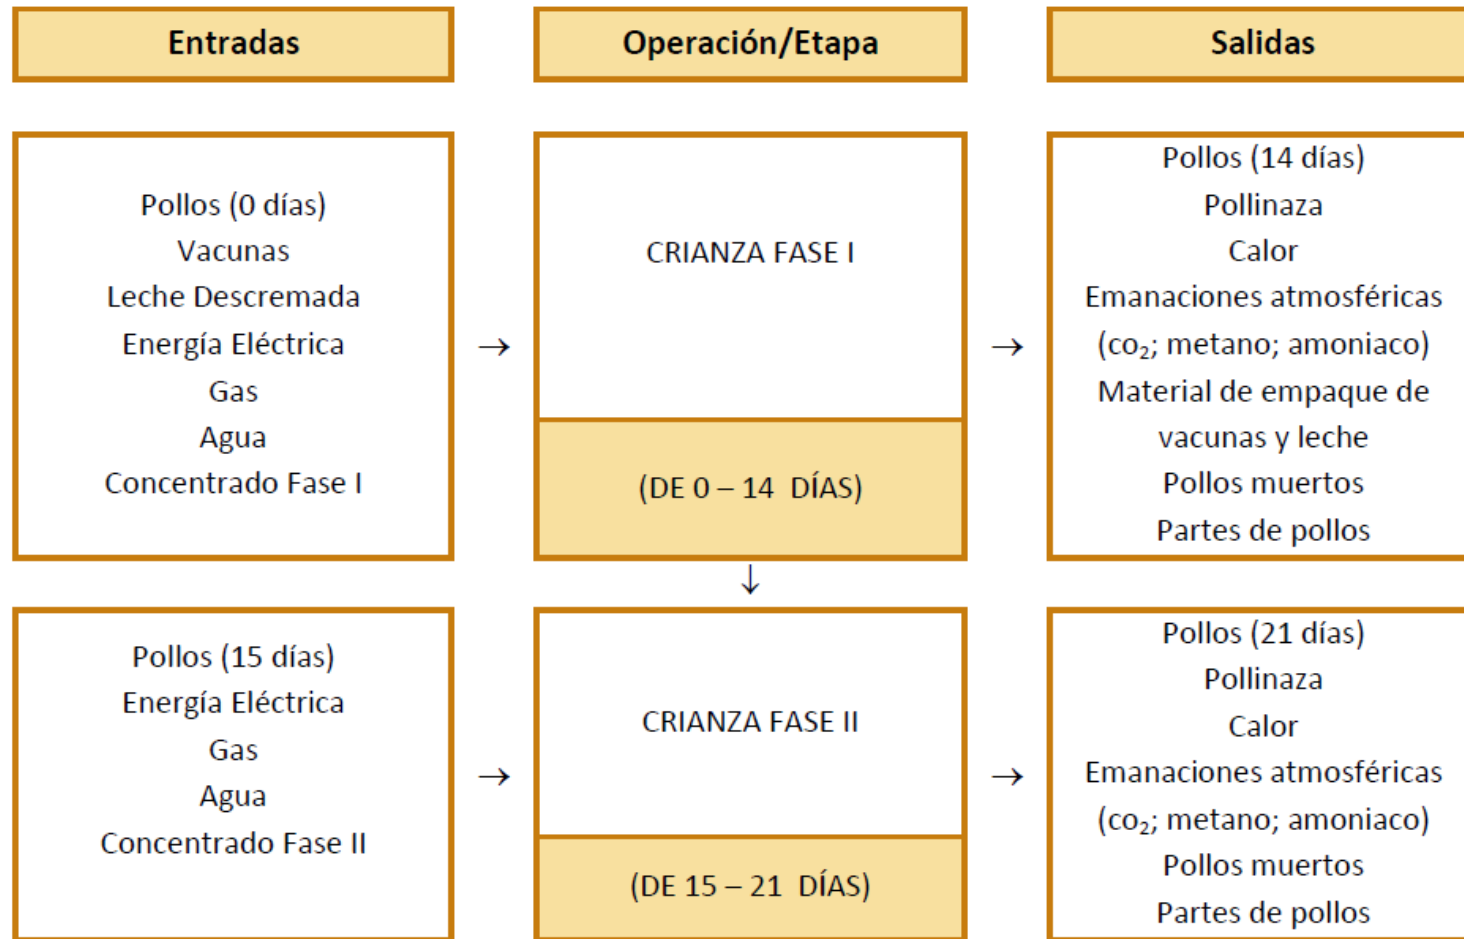 Entradas
Operación/Etapa
Salidas
Pollos (0 días)
Vacunas
Leche Descremada
Energía Eléctrica
Gas
Agua
Concentrado Fase I
→
CRIANZA FASE I
(DE 0 – 14 DÍAS)
→
Pollos (14 días)
Pollinaza
Calor
Emanaciones atmosféricas
(co₂; metano; amoniaco)
Material de empaque de
vacunas y leche
Pollos muertos
Partes de pollos
↓
Pollos (15 días)
Energía Eléctrica
Gas
Agua
Concentrado Fase II
→
CRIANZA FASE II
(DE 15 – 21 DÍAS)
→
Pollos (21 días)
Pollinaza
Calor
Emanaciones atmosféricas
(co₂; metano; amoniaco)
Pollos muertos
Partes de pollos